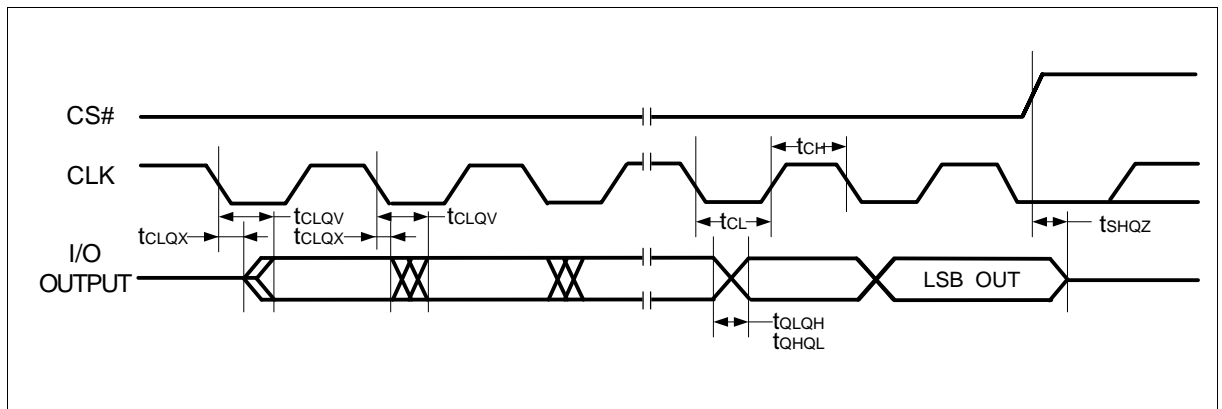 CS#
CLK
tCH
tCLQV
tCLQV
tCL
tSHQZ
tCLQX
tCLQX
I/O
OUTPUT
LSB OUT
tQLQH
tQHQL